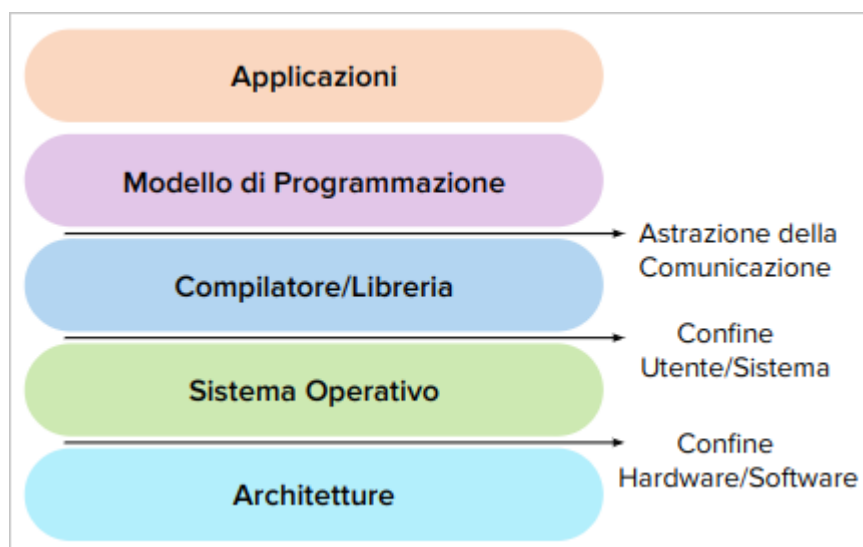 Applicazioni
Modello di Programmazione
Astrazione della
Comunicazione
Compilatore/Libreria
Confine
Utente/Sistema
Sistema Operativo
Confine
Hardware/Software
Architetture